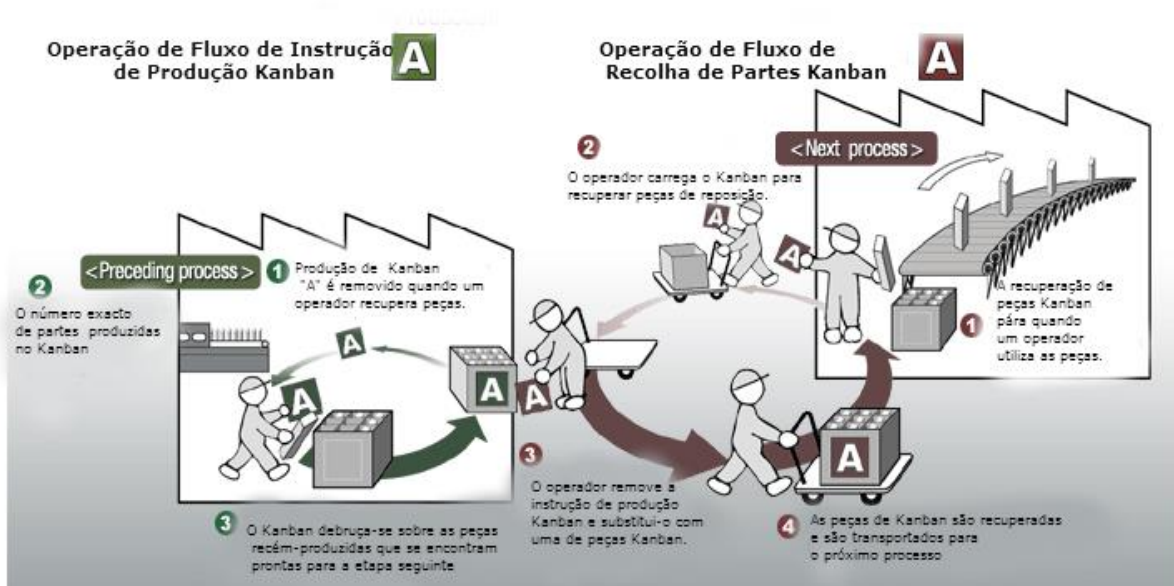 Operação de Fluxo de Instrução
de Produção Kanban
A
Operação de Fluxo de
Recolha de Partes Kanban
A
<Next process>
2
O operador carrega o Kanban para
recuperar peças de reposição.
A
A
A recuperação de
peças Kanban
pára quando
um operador
utiliza as peças.
1
<Preceding process>
1
Produção de Kanban
"A" é removido quando um
operador recupera peças.
2
O número exacto
de partes produzidas
no Kanban
A
A
A
A
3
O Kanban debruça-se sobre as peças
recém-produzidas que se encontram
prontas para a etapa seguinte
3
O operador remove a
instrução de produção
Kanban e substitui-o com
uma de peças Kanban.
A
4
As peças de Kanban são recuperadas
e são transportados para
o próximo processo